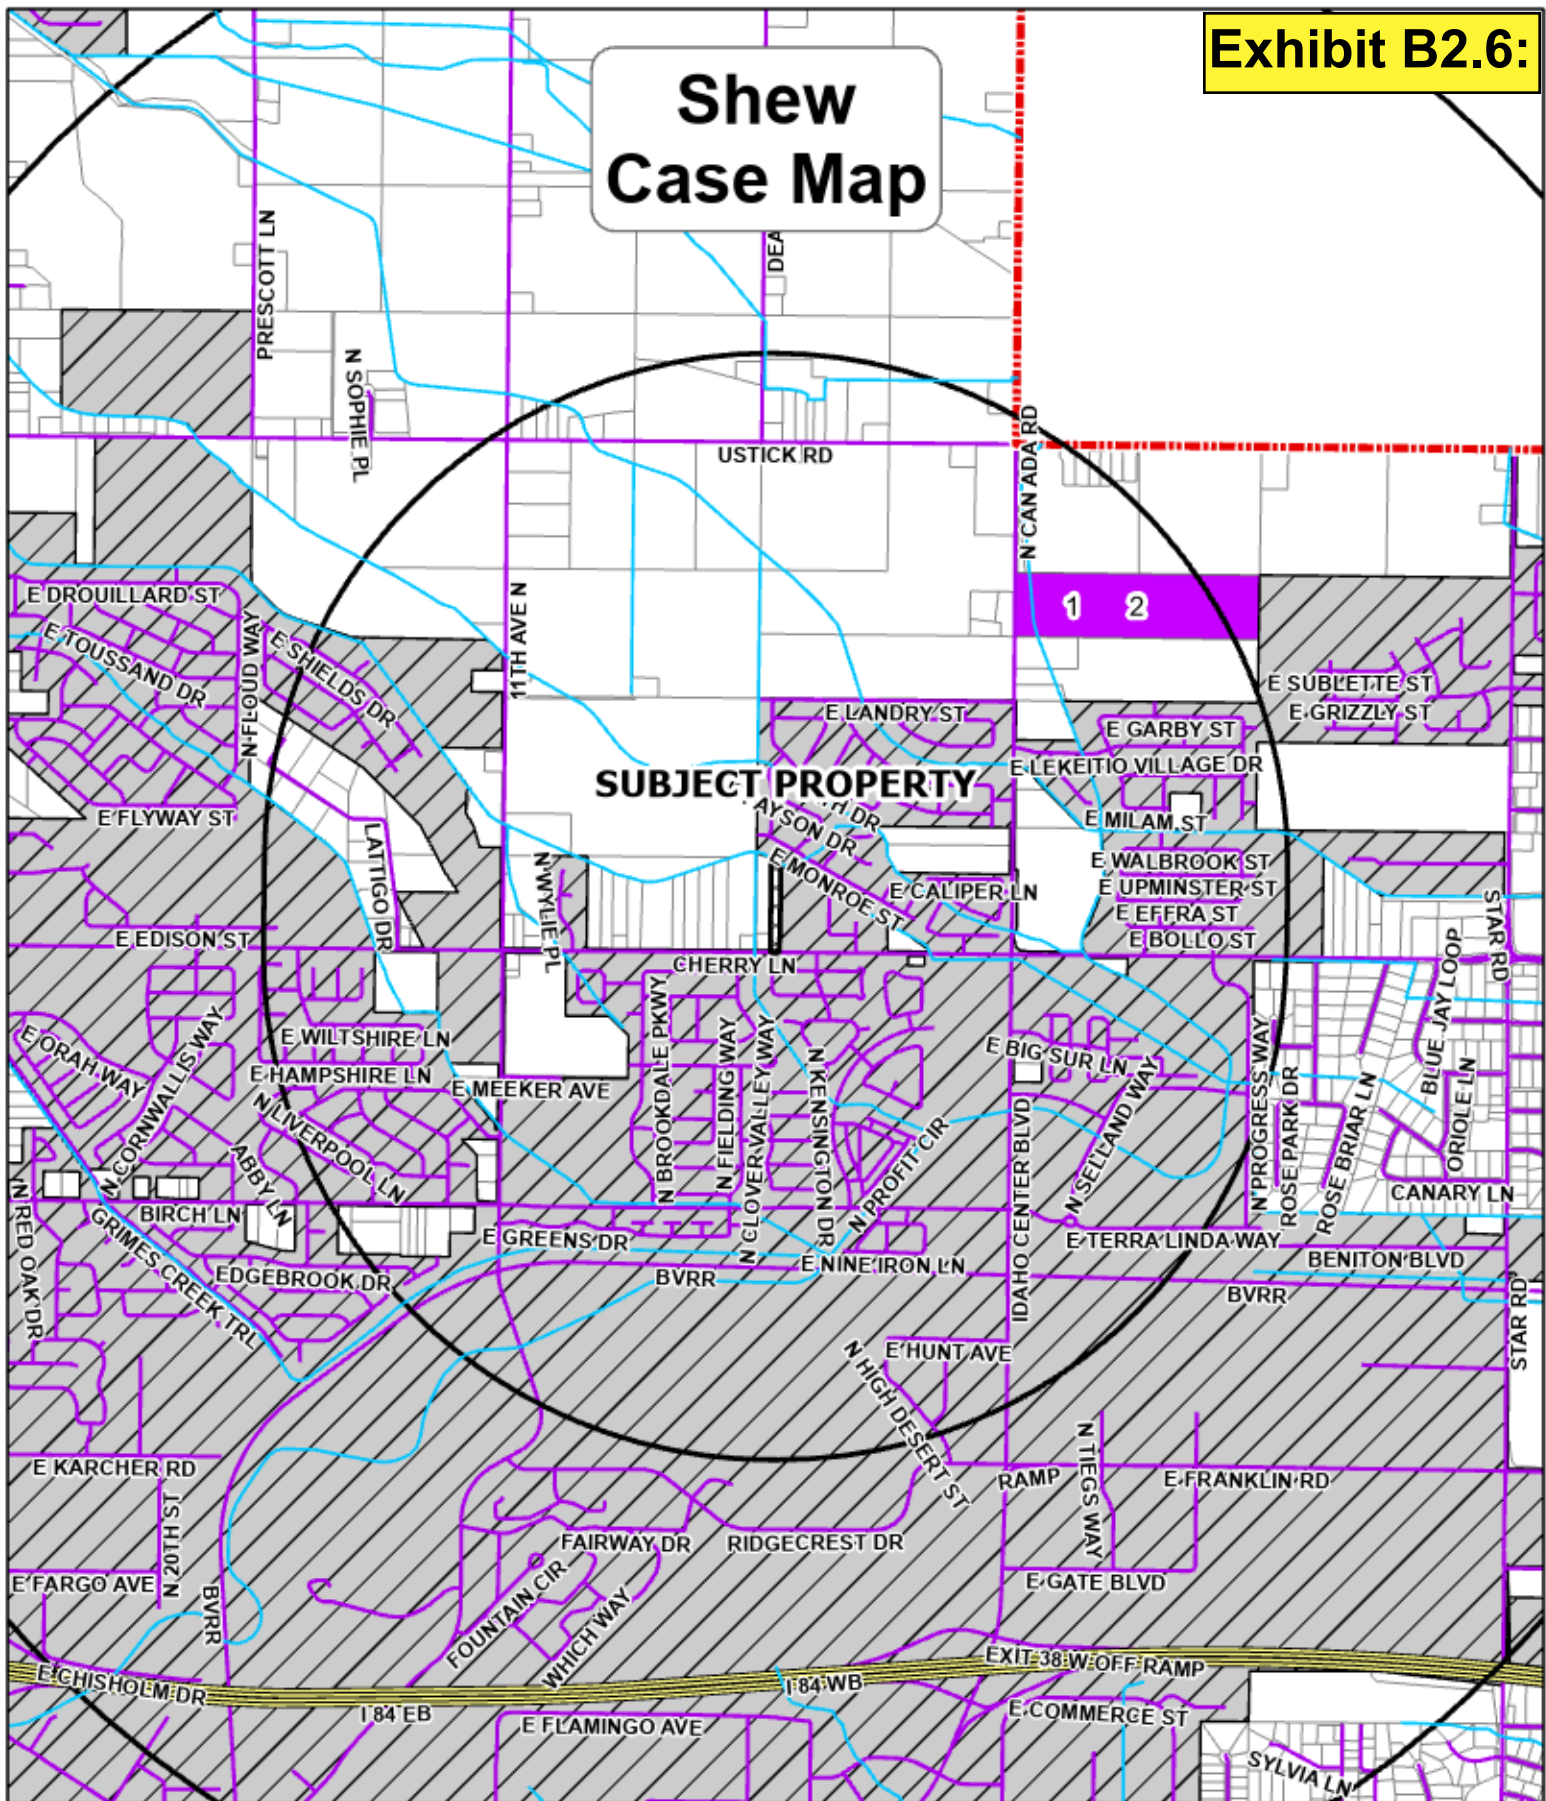 Exhibit B2.6:
Shew
Case Map
PRESCOTT LN
DEA
N SOPHIE PL
USTICK RD
N CAN ADA RD
1 2
11TH AVE N
E DROUILLARD ST
E TOUSSAND DR
N FLOUD WAY
E SHIELDS DR
E SUBLETTE ST
E GRIZZLY ST
E LANDRY ST
E GARBY ST
E LEKEITIO VILLAGE DR
SUBJECT PROPERTY
TH DR
AYSON DR
E MILAM ST
E FLYWAY ST
LATTIGO DR
N WYLIE PL
E MONROE ST
E CALIPER LN
E WALBROOK ST
E UPMINSTER ST
E EFFRA ST
E BOLLO ST
STAR RD
E EDISON ST
CHERRY LN
BLUE JAY LOOP
E ORAH WAY
N CORNWALLIS WAY
E WILTSHIRE LN
E HAMPSHIRE LN
E MEEKER AVE
N LIVERPOOL LN
ABBY LN
N BROOKDALE PKWY
N FIELDING WAY
N CLOVER VALLEY WAY
N KENSINGTON DR
N PROFIT CIR
E BIG SUR LN
N SELLAND WAY
IDAHO CENTER BLVD
N PROGRESS WAY
ROSE PARK DR
ROSE BRIAR LN
ORIOLE LN
CANARY LN
N RED OAK DR
BIRCH LN
GRIMES CREEK TRL
EDGEBROOK DR
E GREENS DR
BVRR
E NINE IRON LN
E TERRA LINDA WAY
BENITON BLVD
BVRR
STAR RD
E HUNT AVE
N HIGH DESERT ST
E KARCHER RD
N 20TH ST
RAMP
N TIEGS WAY
E FRANKLIN RD
FAIRWAY DR
RIDGECREST DR
E FARGO AVE
BVRR
FOUNTAIN CIR
WHICH WAY
E GATE BLVD
E CHISHOLM DR
I 84 EB
I 84 WB
EXIT 38 W OFF RAMP
E FLAMINGO AVE
E COMMERCE ST
SYLVIA LN